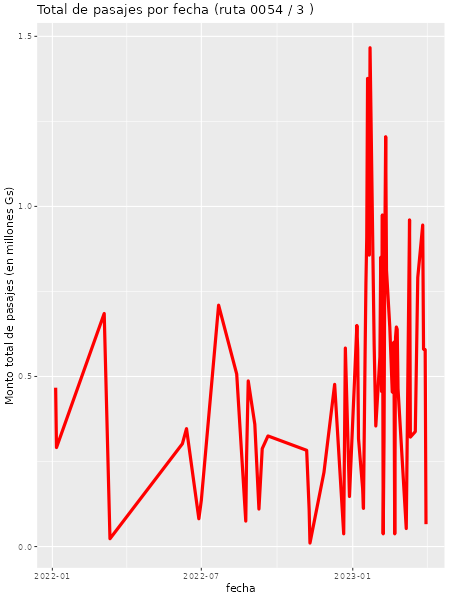 Total de pasajes por fecha (ruta 0054 / 3 )
Monto total de pasajes (en millones Gs)
1.5
1.0
0.5
0.0
2022-01 2022-07 2023-01
fecha